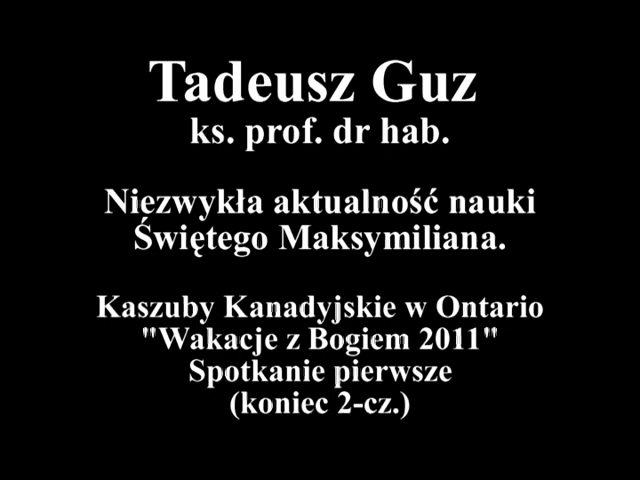 Tadeusz Guz
ks. prof. dr hab.
Niezwykła aktualność nauki
Świętego Maksymiliana.
Kaszuby Kanadyjskie w Ontario
"Wakacje z Bogiem 2011"
Spotkanie pierwsze
(koniec 2-cz.)